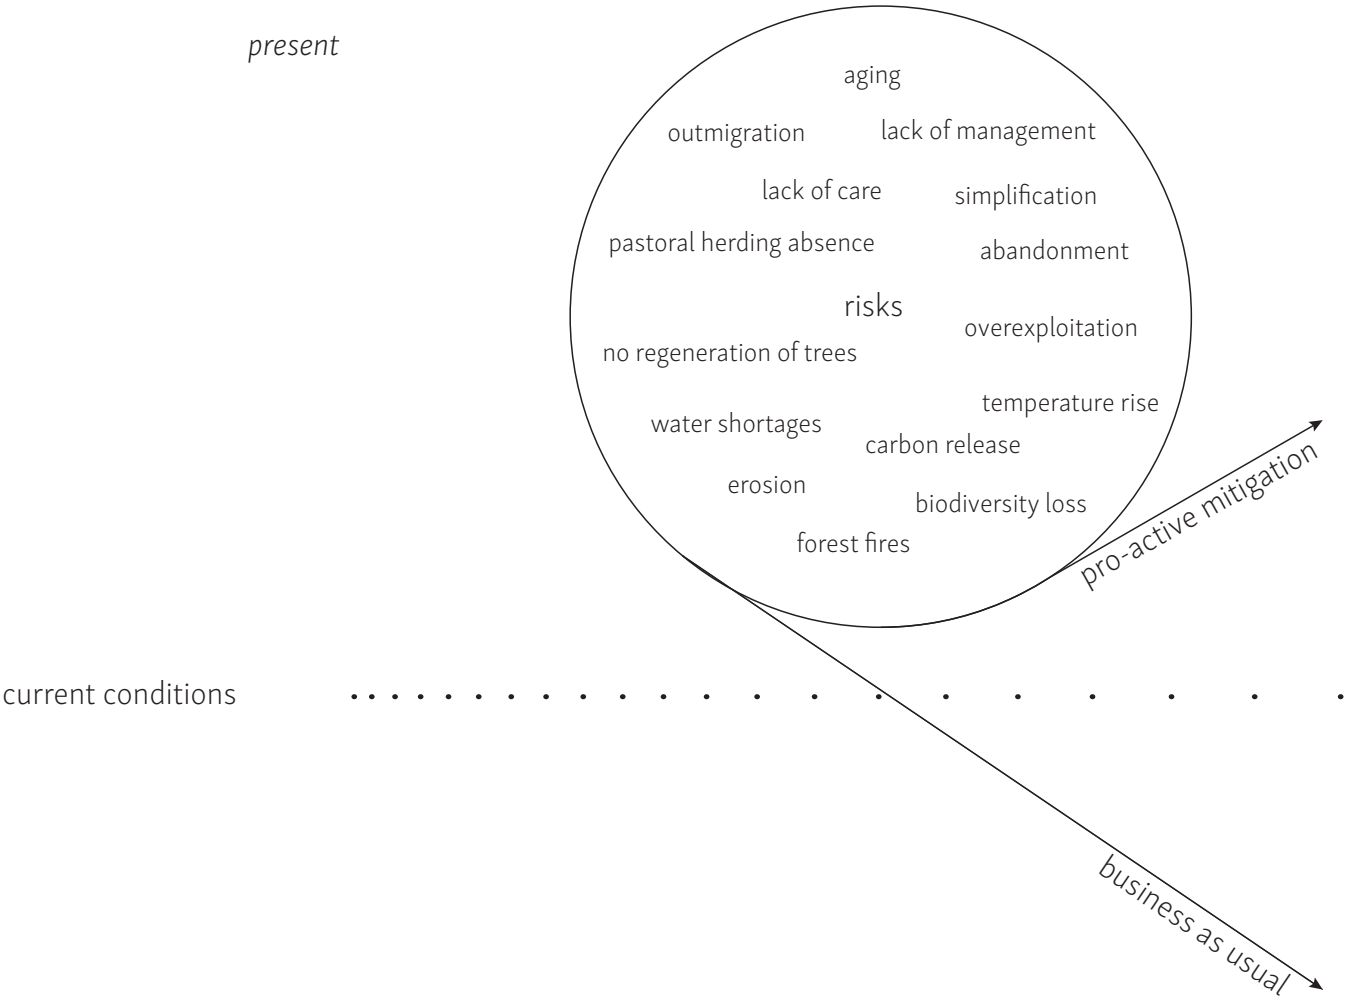 present
aging
outmigration
lack of management
lack of care
simplification
pastoral herding absence
abandonment
risks
overexploitation
no regeneration of trees
temperature rise
water shortages
carbon release
erosion
biodiversity loss
forest fires
pro-active mitigation
current conditions
business as usual